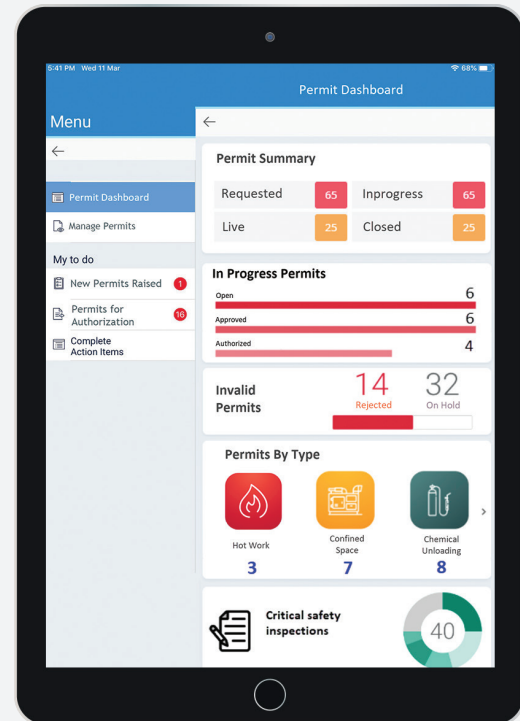 5:41 PM Wed 11 Mar
68%
Permit Dashboard
Menu
Permit Dashboard
Manage Permits
My to do
New Permits Raised 1
Permits for
Authorization 16
Complete
Action Items
Permit Summary
Requested 65 Inprogress 65
Live 25 Closed 25
In Progress Permits
Open 6
Approved 6
Authorized 4
Invalid
Permits
14 32
Rejected On Hold
Permits By Type
Hot Work
Confined
Space
Chemical
Unloading
3 7 8
Critical safety
inspections
40